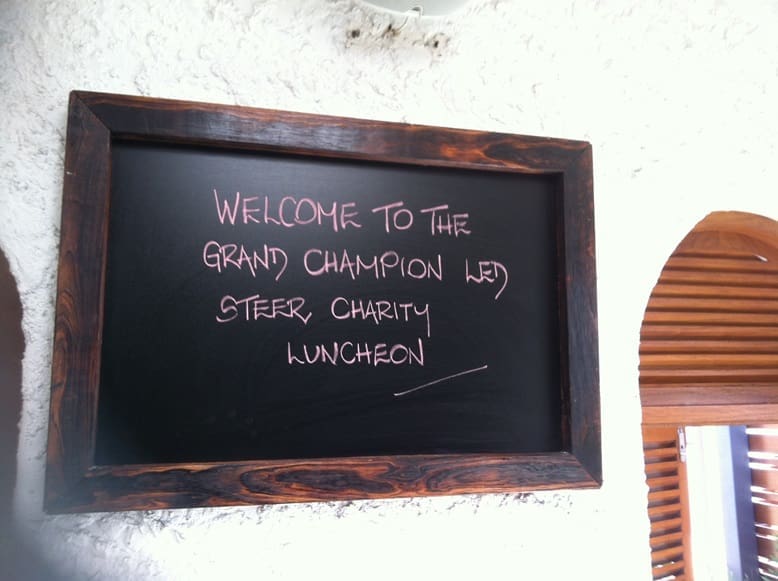 WELCOME TO THE
GRAND CHAMPION LED
STEER CHARITY
LUNCHEON